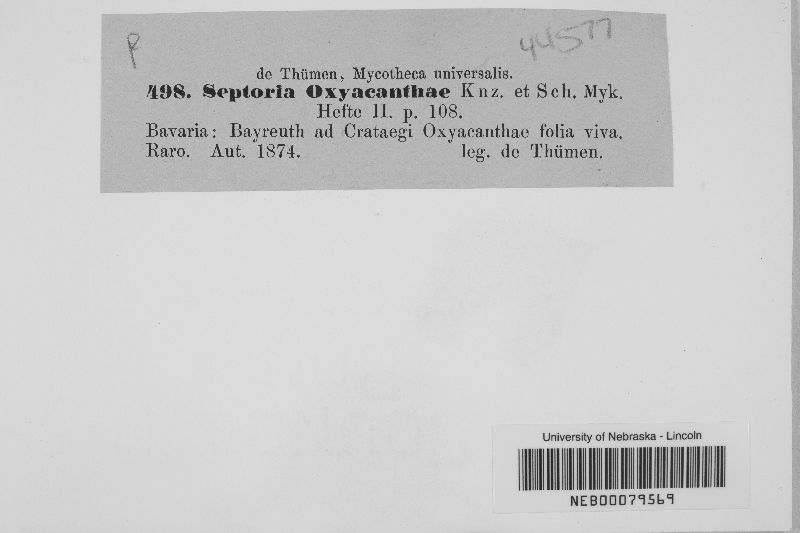 P 44577
de Thümen, Mycotheca universalis.
498. Septoria Oxyacanthae Knz. et Sch. Myk.
Hefte II. p. 108.
Bavaria: Bayreuth ad Crataegi Oxyacanthae folia viva.
Raro. Aut. 1874. leg. de Thümen.
University of Nebraska - Lincoln
NEB00079569